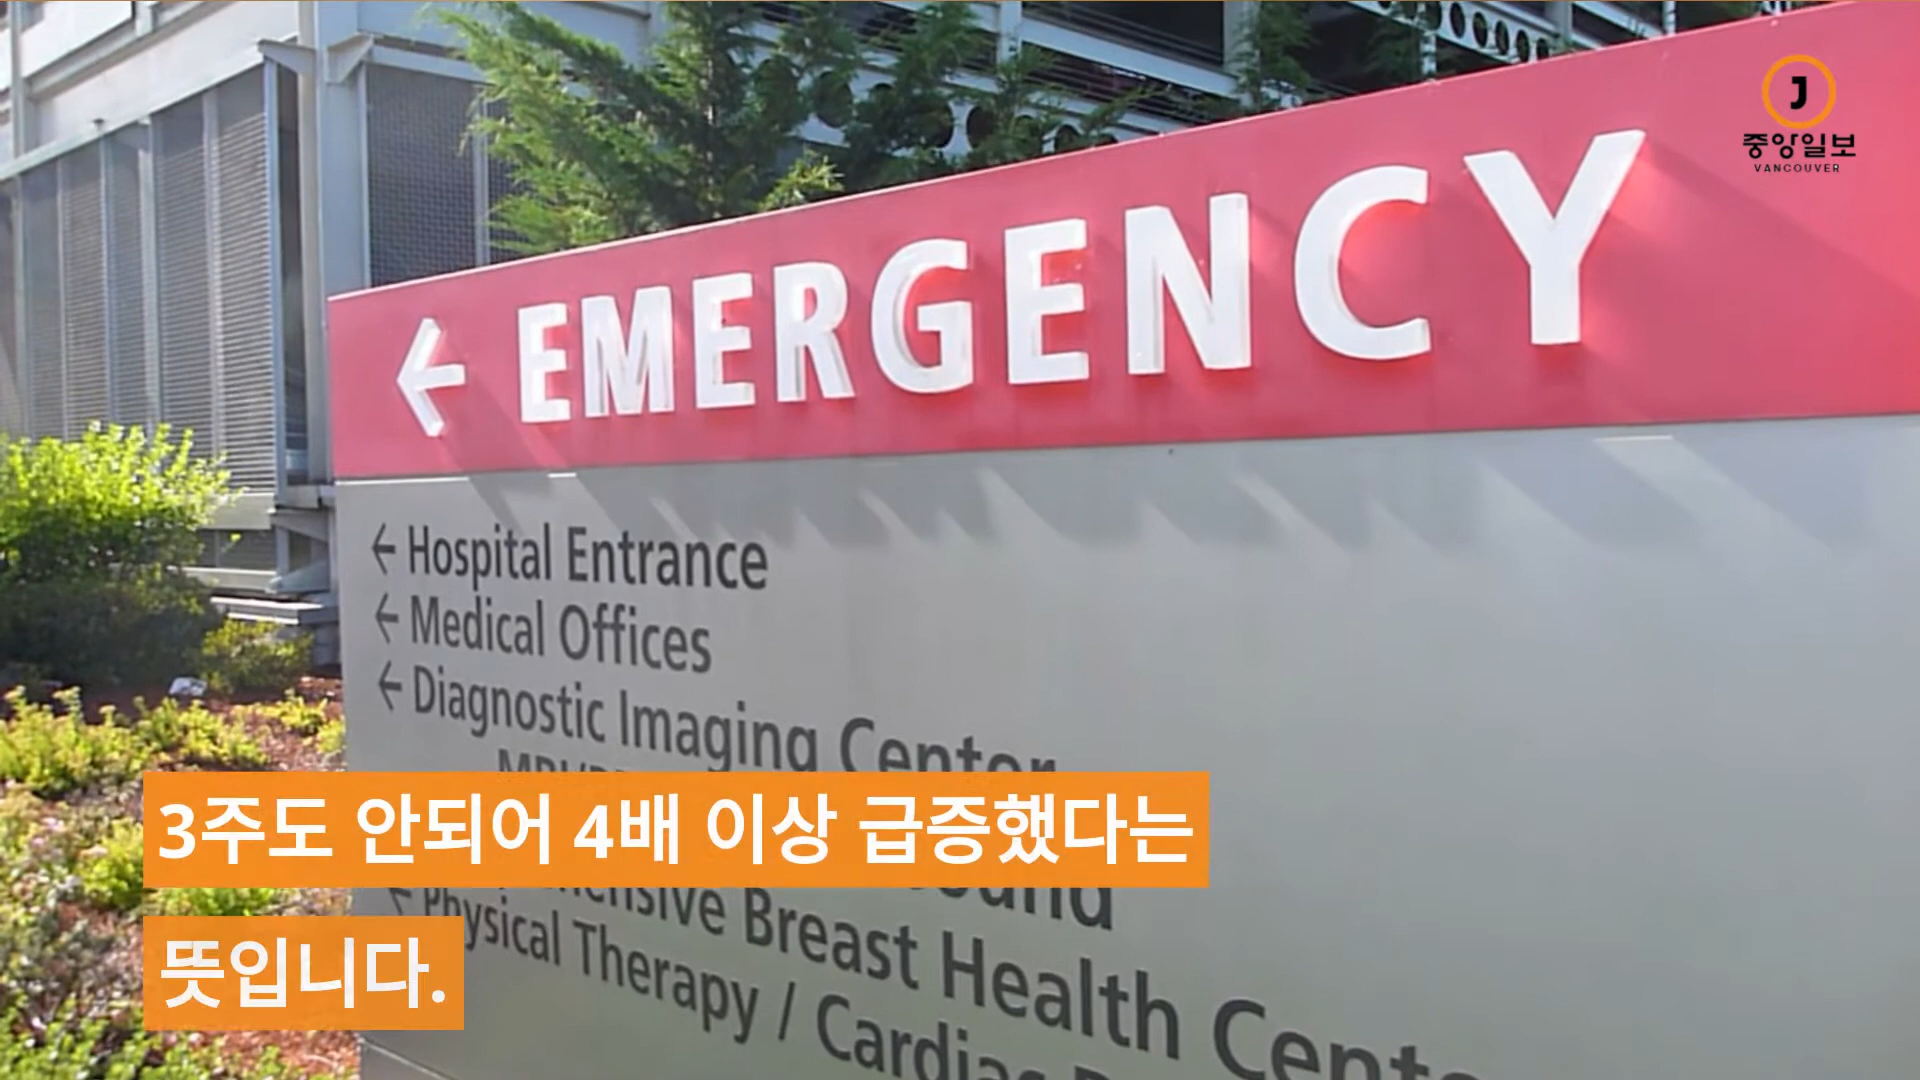 J
중앙일보
VANCOUVER
← EMERGENCY
← Hospital Entrance
← Medical Offices
← Diagnostic Imaging Center
3주도 안되어 4배 이상 급증했다는
Breast Health
← Physical Therapy / Cardiac
뜻입니다.